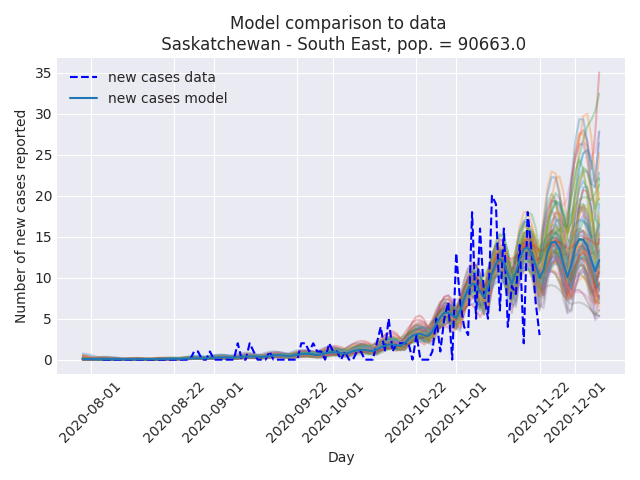 Model comparison to data
Saskatchewan - South East, pop. = 90663.0
new cases data
new cases model
Number of new cases reported
35
30
25
20
15
10
5
0
2020-08-01
2020-08-22
2020-09-01
2020-09-22
2020-10-01
2020-10-22
2020-11-01
2020-11-22
2020-12-01
Day